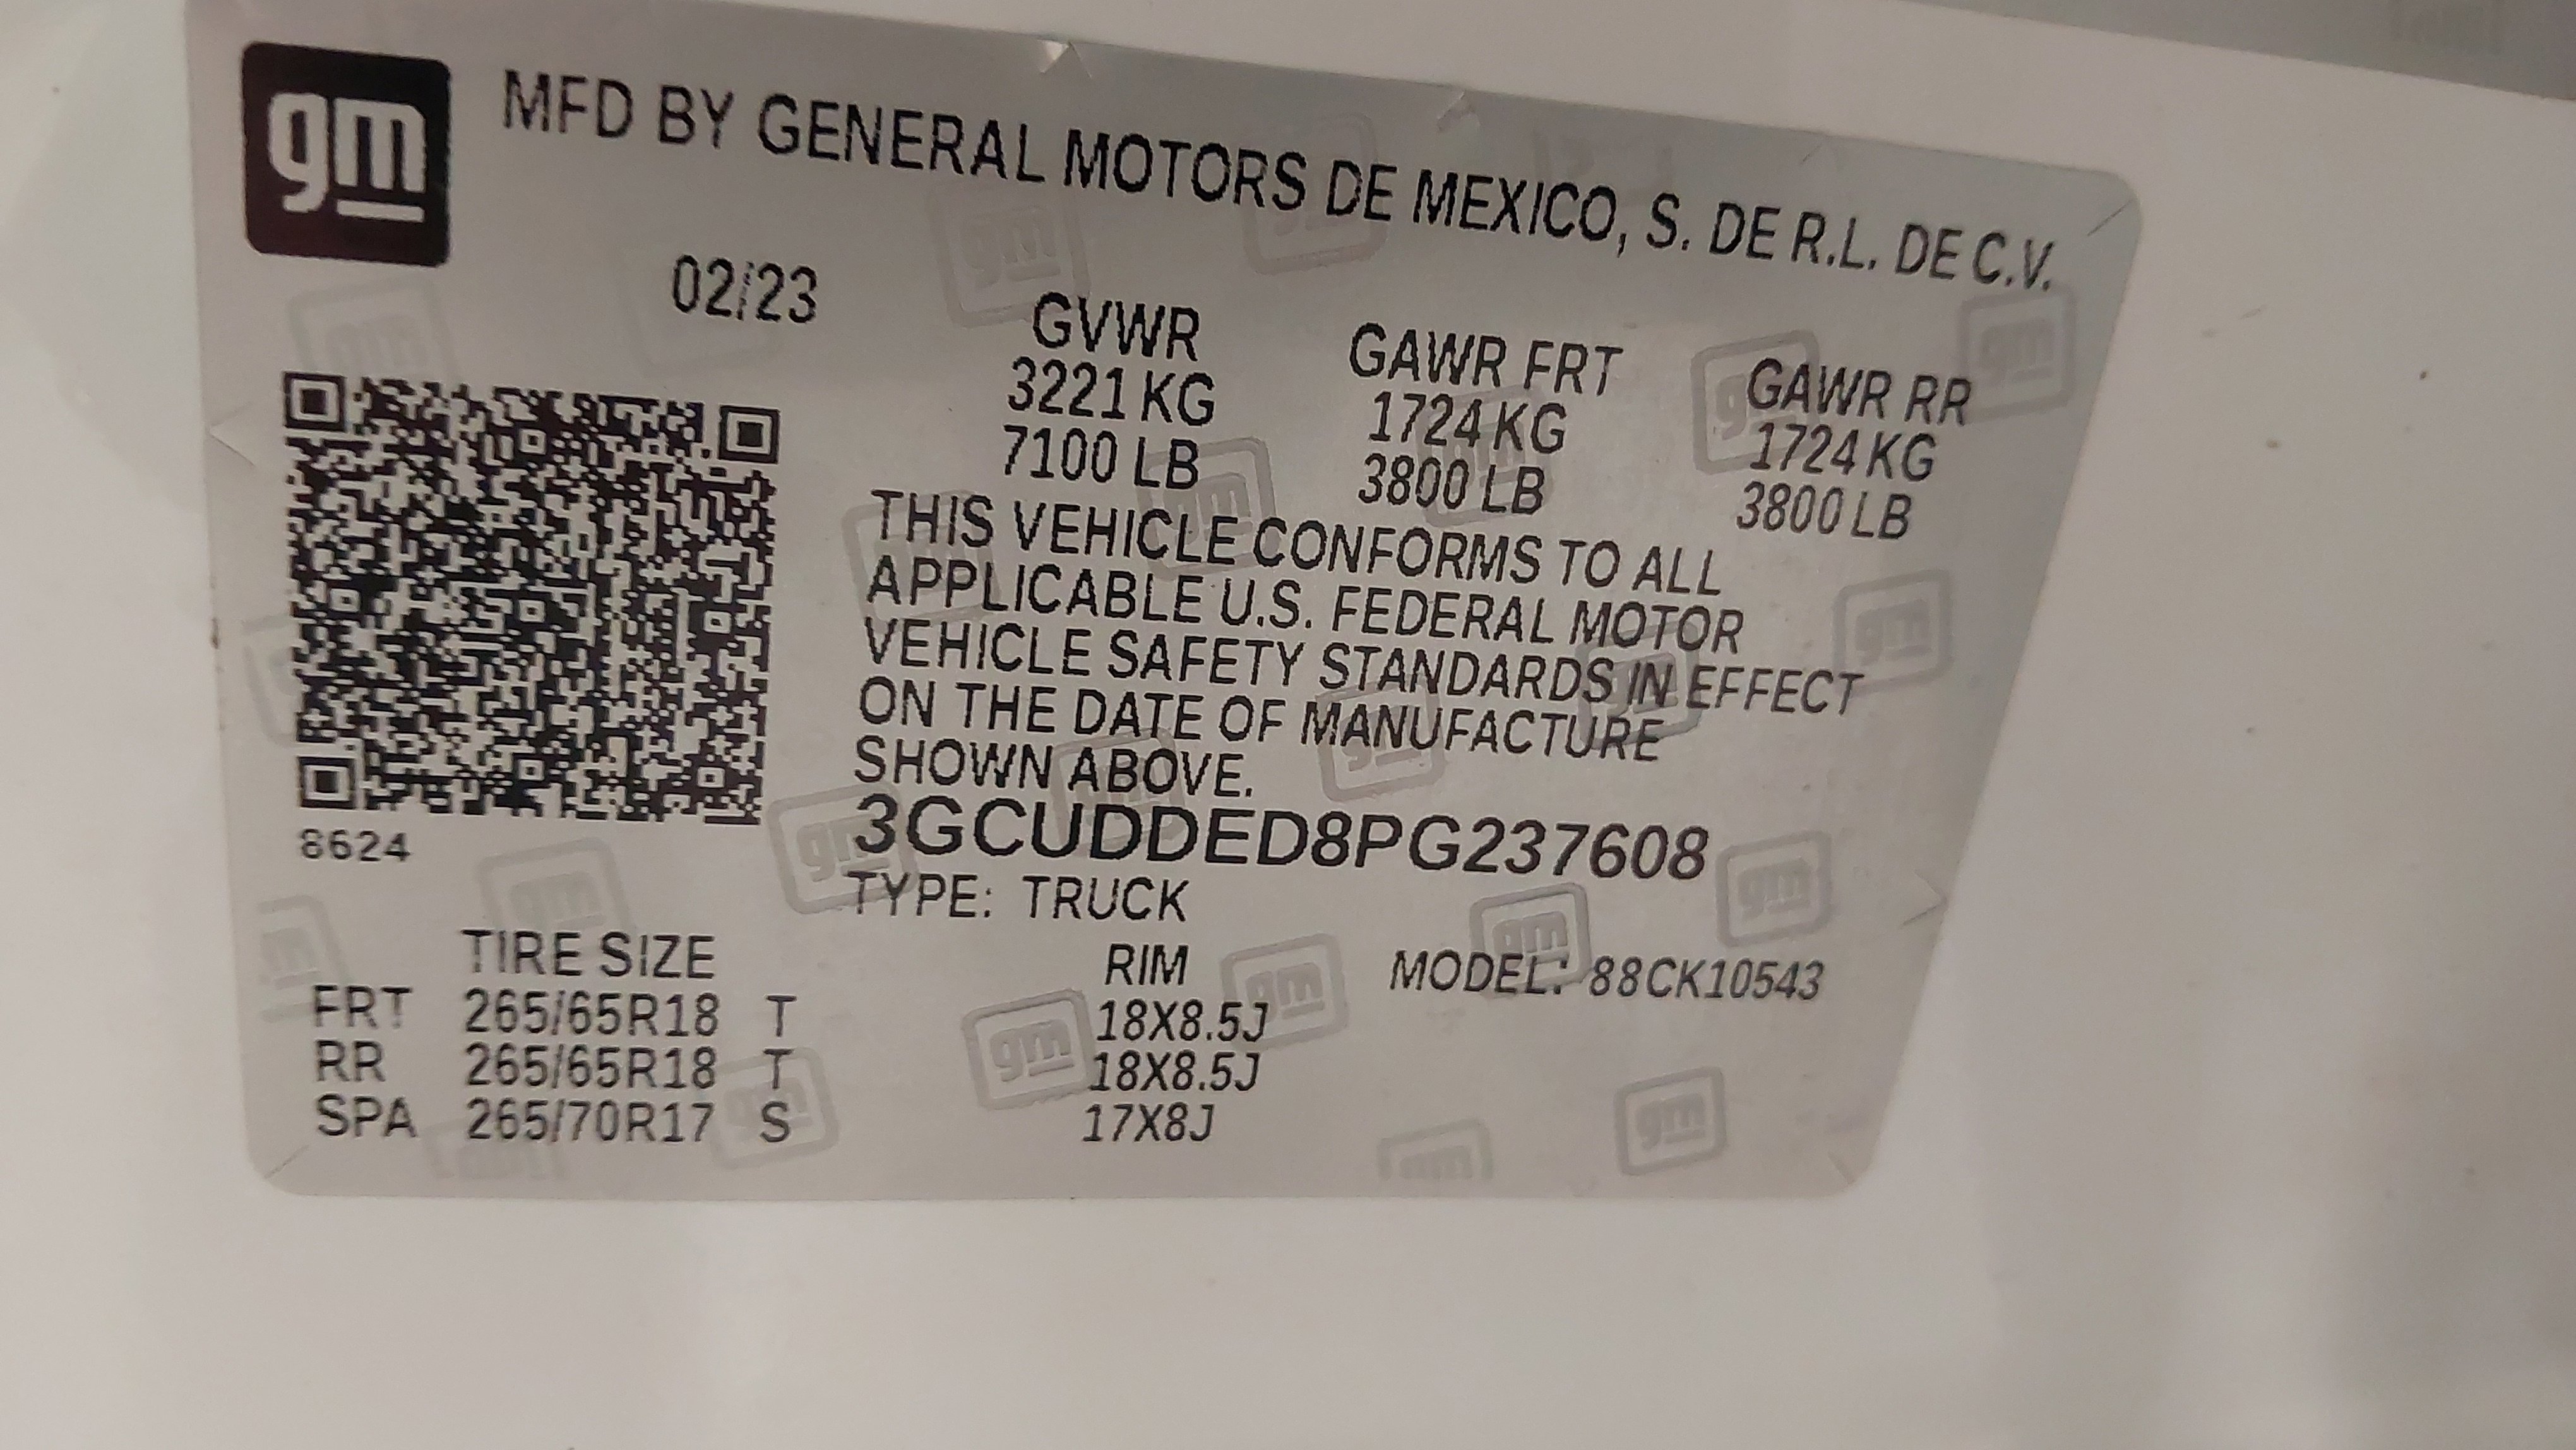 gm MFD BY GENERAL MOTORS DE MEXICO, S. DE R.L. DE C.V.
02/23
GVWR GAWR FRT GAWR RR
3221 KG 1724 KG 1724 KG
7100 LB 3800 LB 3800 LB
THIS VEHICLE CONFORMS TO ALL
APPLICABLE U.S. FEDERAL MOTOR
VEHICLE SAFETY STANDARDS IN EFFECT
ON THE DATE OF MANUFACTURE
SHOWN ABOVE.
8624
3GCUDDED8PG237608
TYPE: TRUCK
TIRE SIZE RIM MODEL: 88CK10543
FRT 265/65R18 T 18X8.5J
RR 265/65R18 T 18X8.5J
SPA 265/70R17 S 17X8J